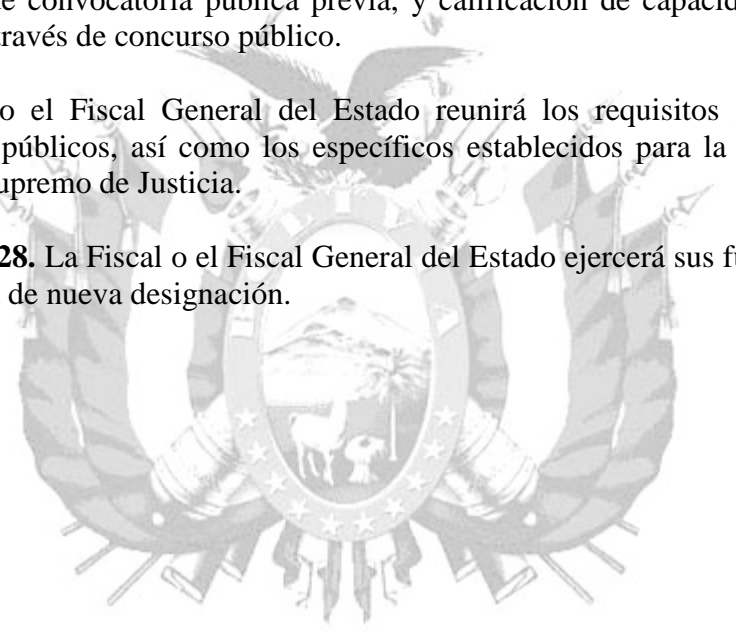 de convocatoria pública previa, y calificación de capacid
ravés de concurso público.
o el Fiscal General del Estado reunirá los requisitos
públicos, así como los específicos establecidos para la
upremo de Justicia.
28. La Fiscal o el Fiscal General del Estado ejercerá sus fu
de nueva designación.